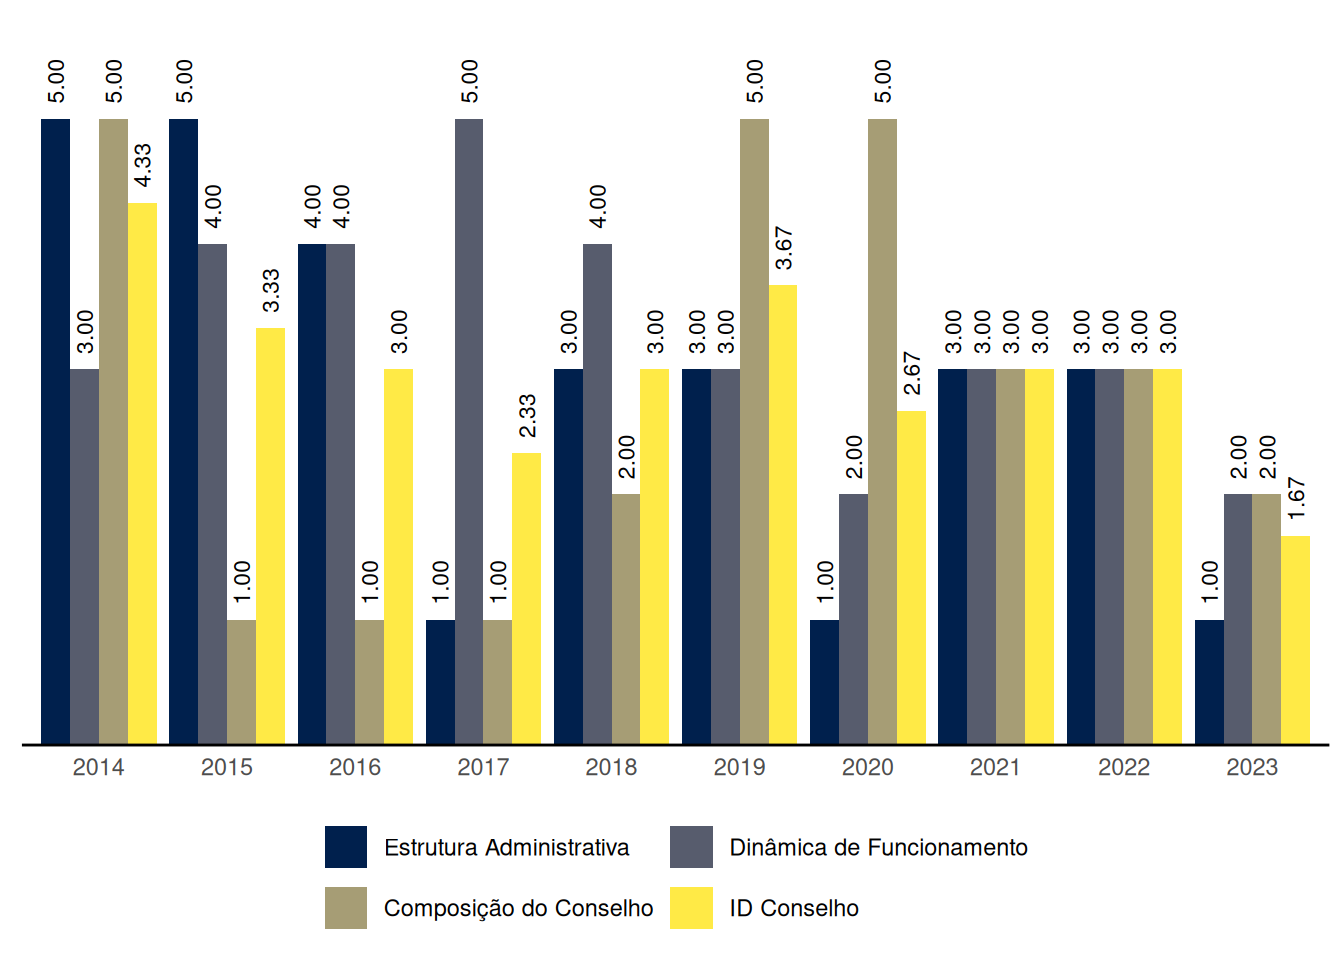 5.00 3.00 5.00 4.33
5.00 4.00 1.00 3.33
4.00 4.00 1.00 3.00
1.00 5.00 1.00 2.33
3.00 4.00 2.00 3.00
3.00 3.00 5.00 3.67
1.00 2.00 5.00 2.67
3.00 3.00 3.00 3.00
3.00 3.00 3.00 3.00
1.00 2.00 2.00 1.67
2014 2015 2016 2017 2018 2019 2020 2021 2022 2023
Estrutura Administrativa Dinâmica de Funcionamento
Composição do Conselho ID Conselho